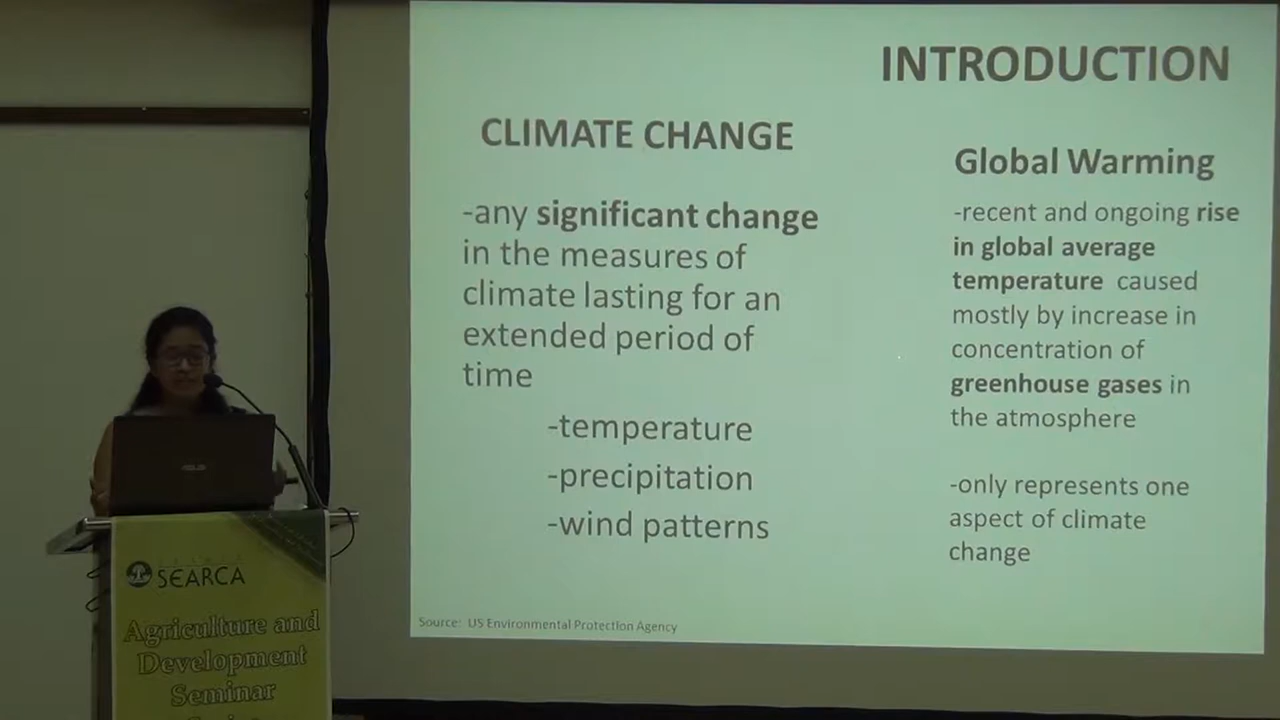 INTRODUCTION
CLIMATE CHANGE
-any significant change
in the measures of
climate lasting for an
extended period of
time
-temperature
-precipitation
-wind patterns
Global Warming
-recent and ongoing rise
in global average
temperature caused
mostly by increase in
concentration of
greenhouse gases in
the atmosphere
-only represents one
aspect of climate
change
Source: US Environmental Protection Agency
ASUS
SEARCA
Agriculture and
Development
Seminar